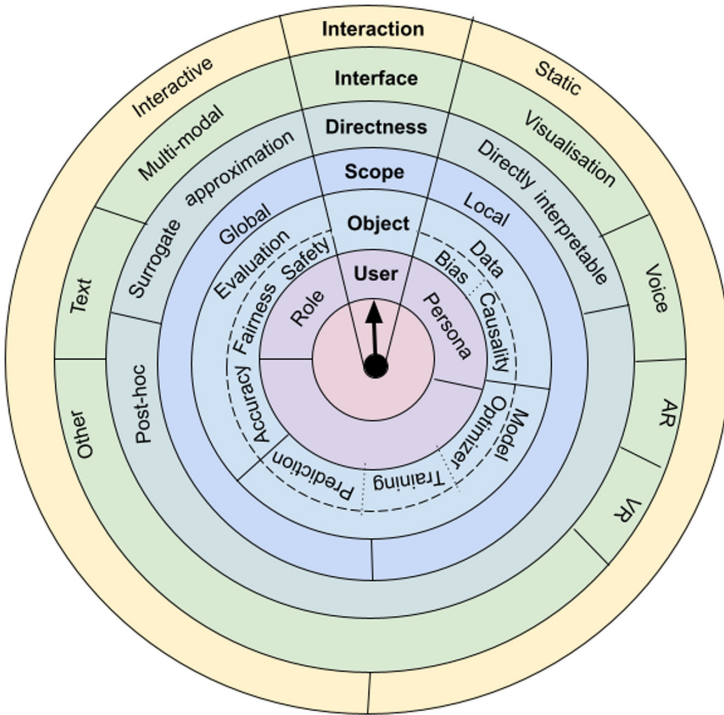 Interaction
Interactive
Static
Interface
Multi-modal
Visualisation
Text
Voice
Other
AR
VR
Directness
Surrogate approximation
Directly interpretable
Post-hoc
Scope
Global
Local
Object
Evaluation
Data
Safety
Bias
Fairness
Causality
Accuracy
Model
Optimizer
Prediction
Training
User
Role
Persona